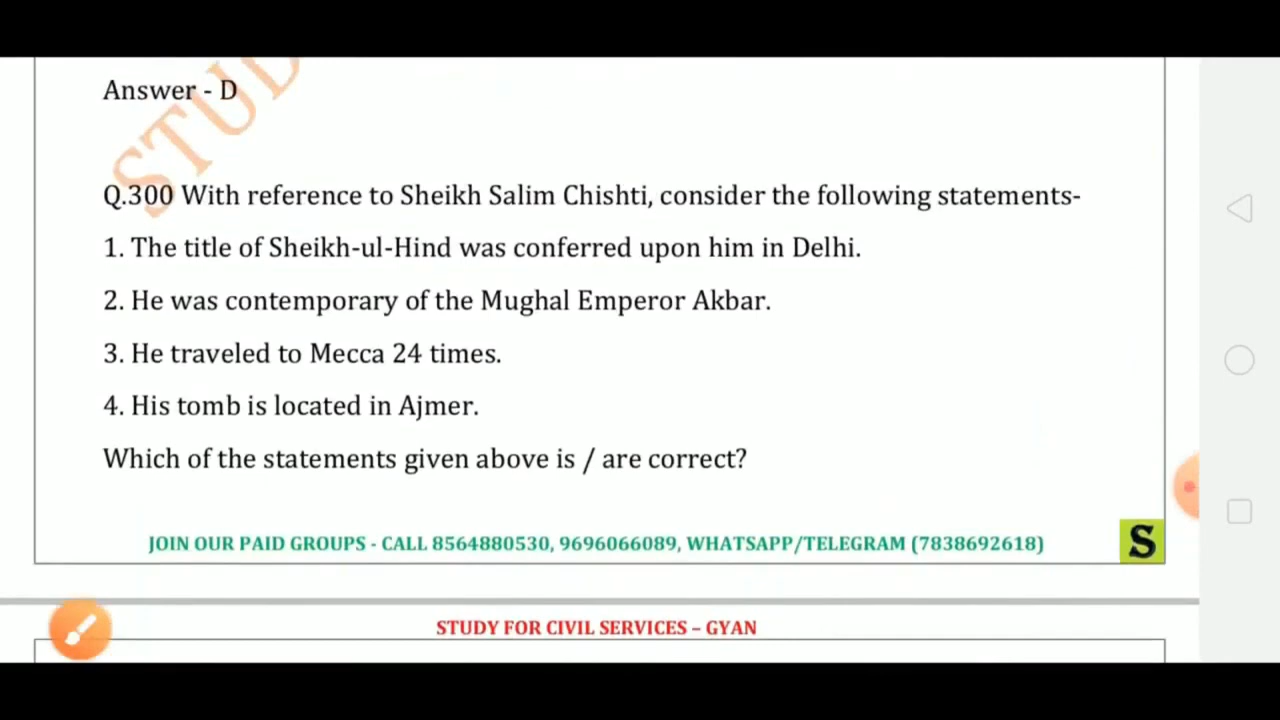 Answer - D
STUD
Q.300 With reference to Sheikh Salim Chishti, consider the following statements-
1. The title of Sheikh-ul-Hind was conferred upon him in Delhi.
2. He was contemporary of the Mughal Emperor Akbar.
3. He traveled to Mecca 24 times.
4. His tomb is located in Ajmer.
Which of the statements given above is / are correct?
JOIN OUR PAID GROUPS - CALL 8564880530, 9696066089, WHATSAPP/TELEGRAM (7838692618)
S
STUDY FOR CIVIL SERVICES – GYAN